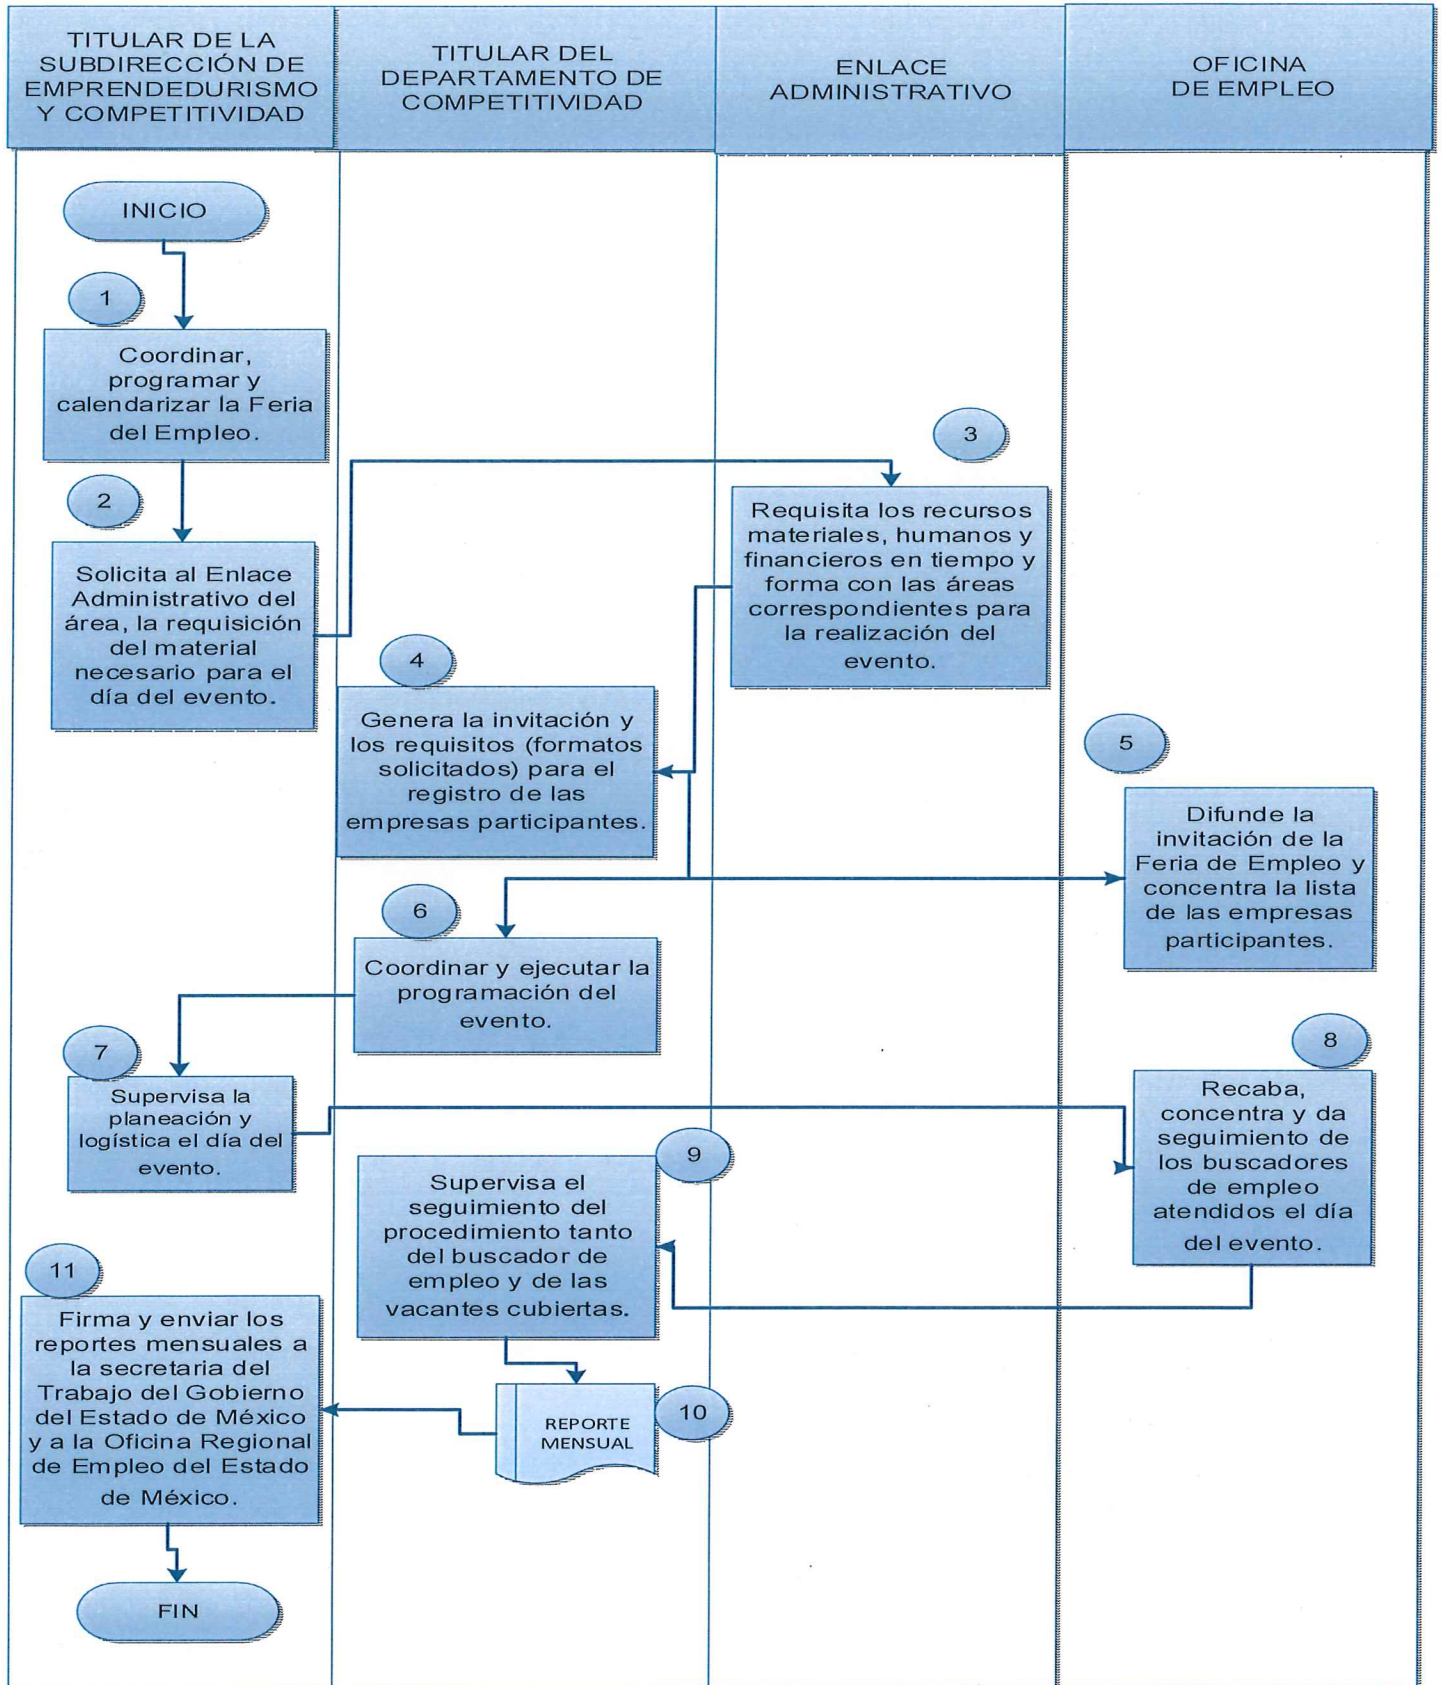 TITULAR DE LA
SUBDIRECCIÓN DE
EMPRENDEDURISMO
Y COMPETITIVIDAD
TITULAR DEL
DEPARTAMENTO DE
COMPETITIVIDAD
ENLACE
ADMINISTRATIVO
OFICINA
DE EMPLEO
INICIO
1
Coordinar,
programar y
calendarizar la Feria
del Empleo.
2
Solicita al Enlace
Administrativo del
área, la requisición
del material
necesario para el
día del evento.
3
Requisita los recursos
materiales, humanos y
financieros en tiempo y
forma con las áreas
correspondientes para
la realización del
evento.
4
Genera la invitación y
los requisitos (formatos
solicitados) para el
registro de las
empresas participantes.
5
Difunde la
invitación de la
Feria de Empleo y
concentra la lista
de las empresas
participantes.
6
Coordinar y ejecutar la
programación del
evento.
7
Supervisa la
planeación y
logística el día del
evento.
8
Recaba,
concentra y da
seguimiento de
los buscadores
de empleo
atendidos el día
del evento.
9
Supervisa el
seguimiento del
procedimiento tanto
del buscador de
empleo y de las
vacantes cubiertas.
10
REPORTE
MENSUAL
11
Firma y enviar los
reportes mensuales a
la secretaria del
Trabajo del Gobierno
del Estado de México
y a la Oficina Regional
de Empleo del Estado
de México.
FIN